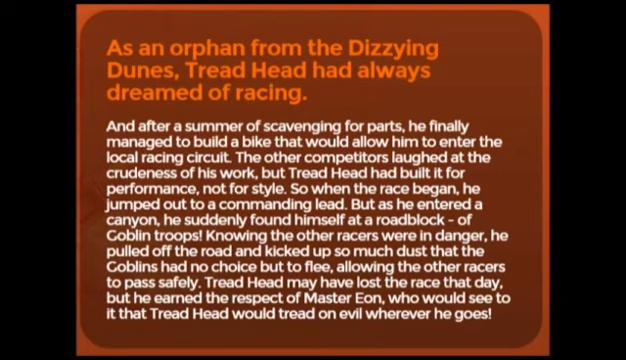 As an orphan from the Dizzying
Dunes, Tread Head had always
dreamed of racing.
And after a summer of scavenging for parts, he finally
managed to build a bike that would allow him to enter the
local racing circuit. The other competitors laughed at the
crudeness of his work, but Tread Head had built it for
performance, not for style. So when the race began, he
jumped out to a commanding lead. But as he entered a
canyon, he suddenly found himself at a roadblock - of
Goblin troops! Knowing the other racers were in danger, he
pulled off the road and kicked up so much dust that the
Goblins had no choice but to flee, allowing the other racers
to pass safely. Tread Head may have lost the race that day,
but he earned the respect of Master Eon, who would see to
it that Tread Head would tread on evil wherever he goes!